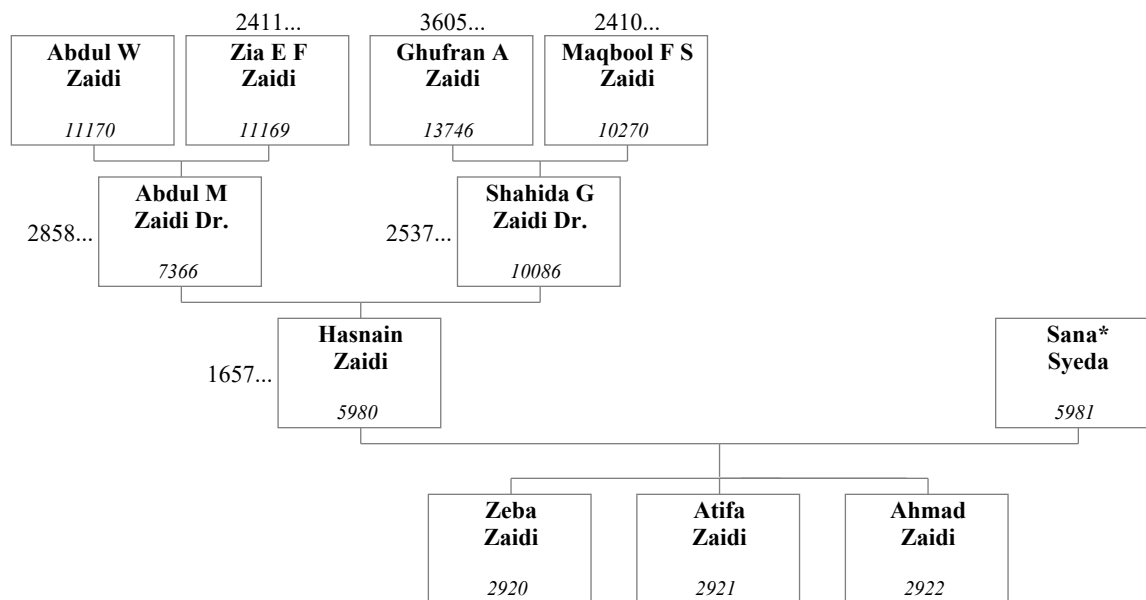 2411...
3605...
2410...
Abdul W
Zaidi
11170
Zia E F
Zaidi
11169
Ghufran A
Zaidi
13746
Maqbool F S
Zaidi
10270
2858...
Abdul M
Zaidi Dr.
7366
2537...
Shahida G
Zaidi Dr.
10086
1657...
Hasnain
Zaidi
5980
Sana*
Syeda
5981
Zeba
Zaidi
2920
Atifa
Zaidi
2921
Ahmad
Zaidi
2922